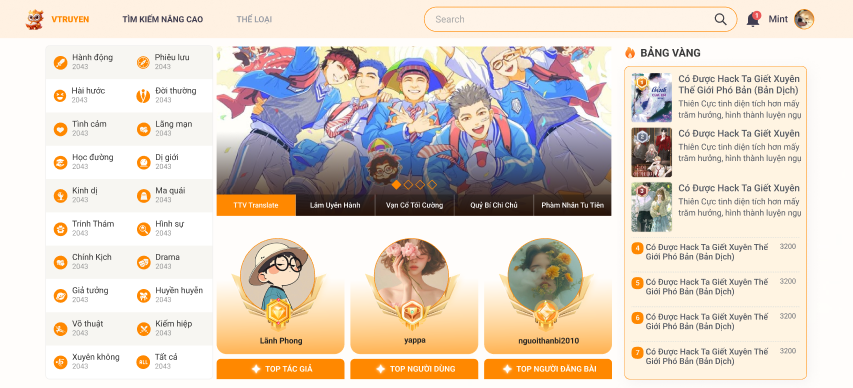 VTRUYEN
TÌM KIẾM NÂNG CAO
THỂ LOẠI
Search
Mint
Hành động
2043
Phiêu lưu
2043
Hài hước
2043
Đời thường
2043
Tình cảm
2043
Lãng mạn
2043
Học đường
2043
Dị giới
2043
Kinh dị
2043
Ma quái
2043
Trinh Thám
2043
Hình sự
2043
Chính Kịch
2043
Drama
2043
Giả tưởng
2043
Huyền huyễn
2043
Võ thuật
2043
Kiếm hiệp
2043
Xuyên không
2043
ALL
Tất cả
2043
TTV Translate
Lâm Uyên Hành
Vạn Cổ Tối Cường
Quỷ Bí Chi Chủ
Phàm Nhân Tu Tiên
Lãnh Phong
yappa
nguoithanbi2010
TOP TÁC GIẢ
TOP NGƯỜI DÙNG
TOP NGƯỜI ĐĂNG BÀI
BẢNG VÀNG
1
Có Được Hack Ta Giết Xuyên
Thế Giới Phó Bản (Bản Dịch)
Thiên Cực tinh diện tích hơn mấy
trăm hướng, hình thành luyện ngụ
2
Có Được Hack Ta Giết Xuyên
Thiên Cực tinh diện tích hơn mấy
trăm hướng, hình thành luyện ngụ
3
Có Được Hack Ta Giết Xuyên
Thiên Cực tinh diện tích hơn mấy
trăm hướng, hình thành luyện ngụ
4 Có Được Hack Ta Giết Xuyên Thế 3200
Giới Phó Bản (Bản Dịch)
5 Có Được Hack Ta Giết Xuyên Thế 3200
Giới Phó Bản (Bản Dịch)
6 Có Được Hack Ta Giết Xuyên Thế 3200
Giới Phó Bản (Bản Dịch)
7 Có Được Hack Ta Giết Xuyên Thế 3200
Giới Phó Bản (Bản Dịch)